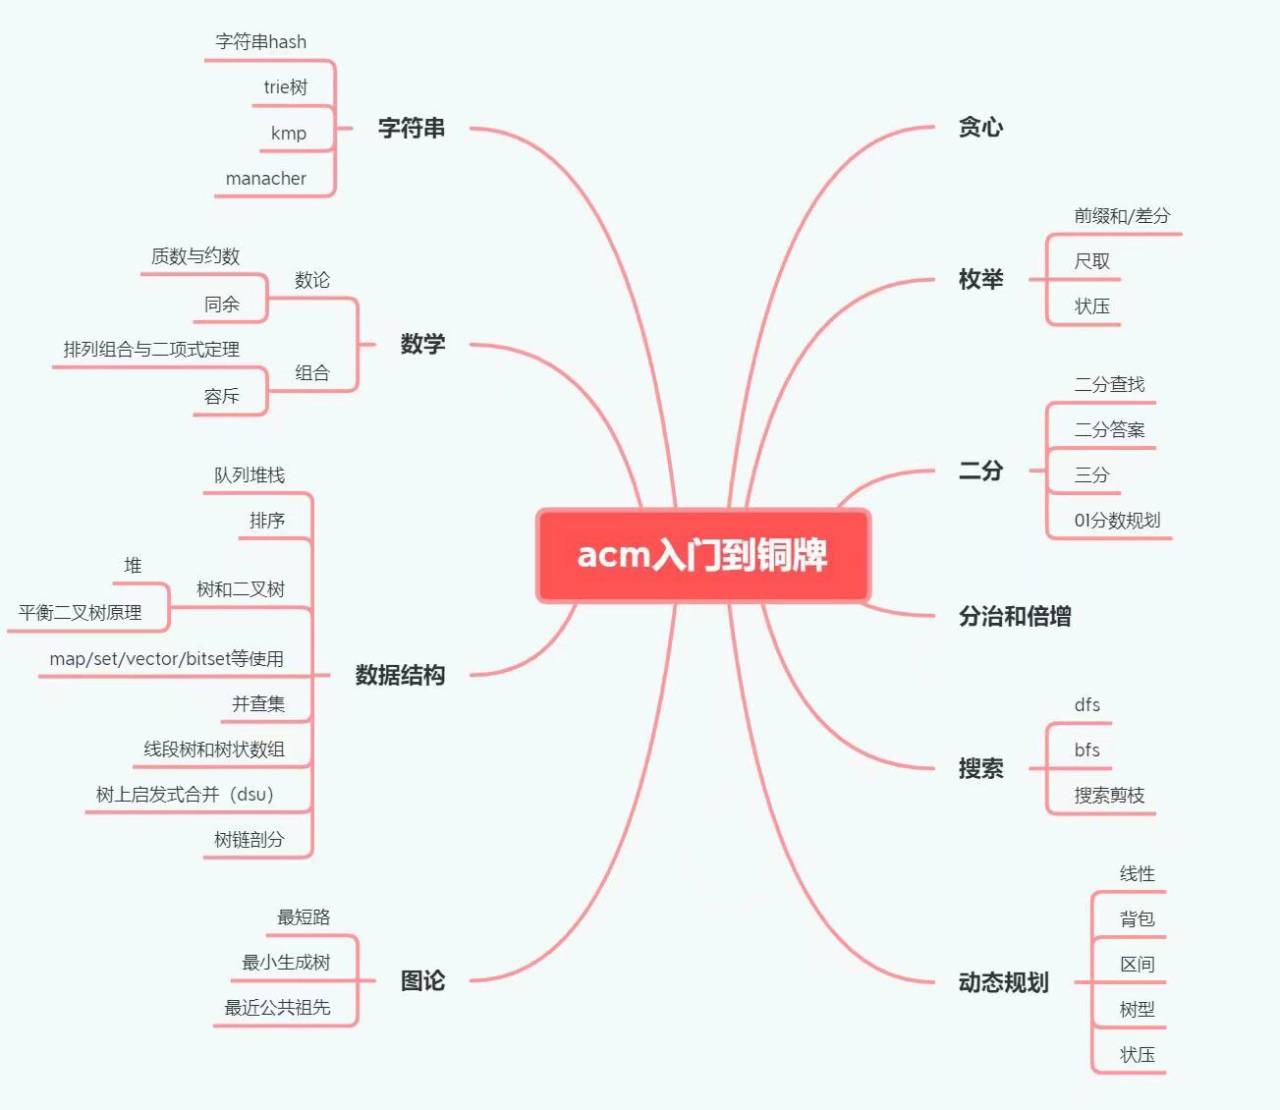 acm入门到铜牌
字符串
字符串hash
trie树
kmp
manacher
数学
数论
质数与约数
同余
组合
排列组合与二项式定理
容斥
数据结构
队列堆栈
排序
树和二叉树
堆
平衡二叉树原理
map/set/vector/bitset等使用
并查集
线段树和树状数组
树上启发式合并（dsu）
树链剖分
图论
最短路
最小生成树
最近公共祖先
贪心
枚举
前缀和/差分
尺取
状压
二分
二分查找
二分答案
三分
01分数规划
分治和倍增
搜索
dfs
bfs
搜索剪枝
动态规划
线性
背包
区间
树型
状压